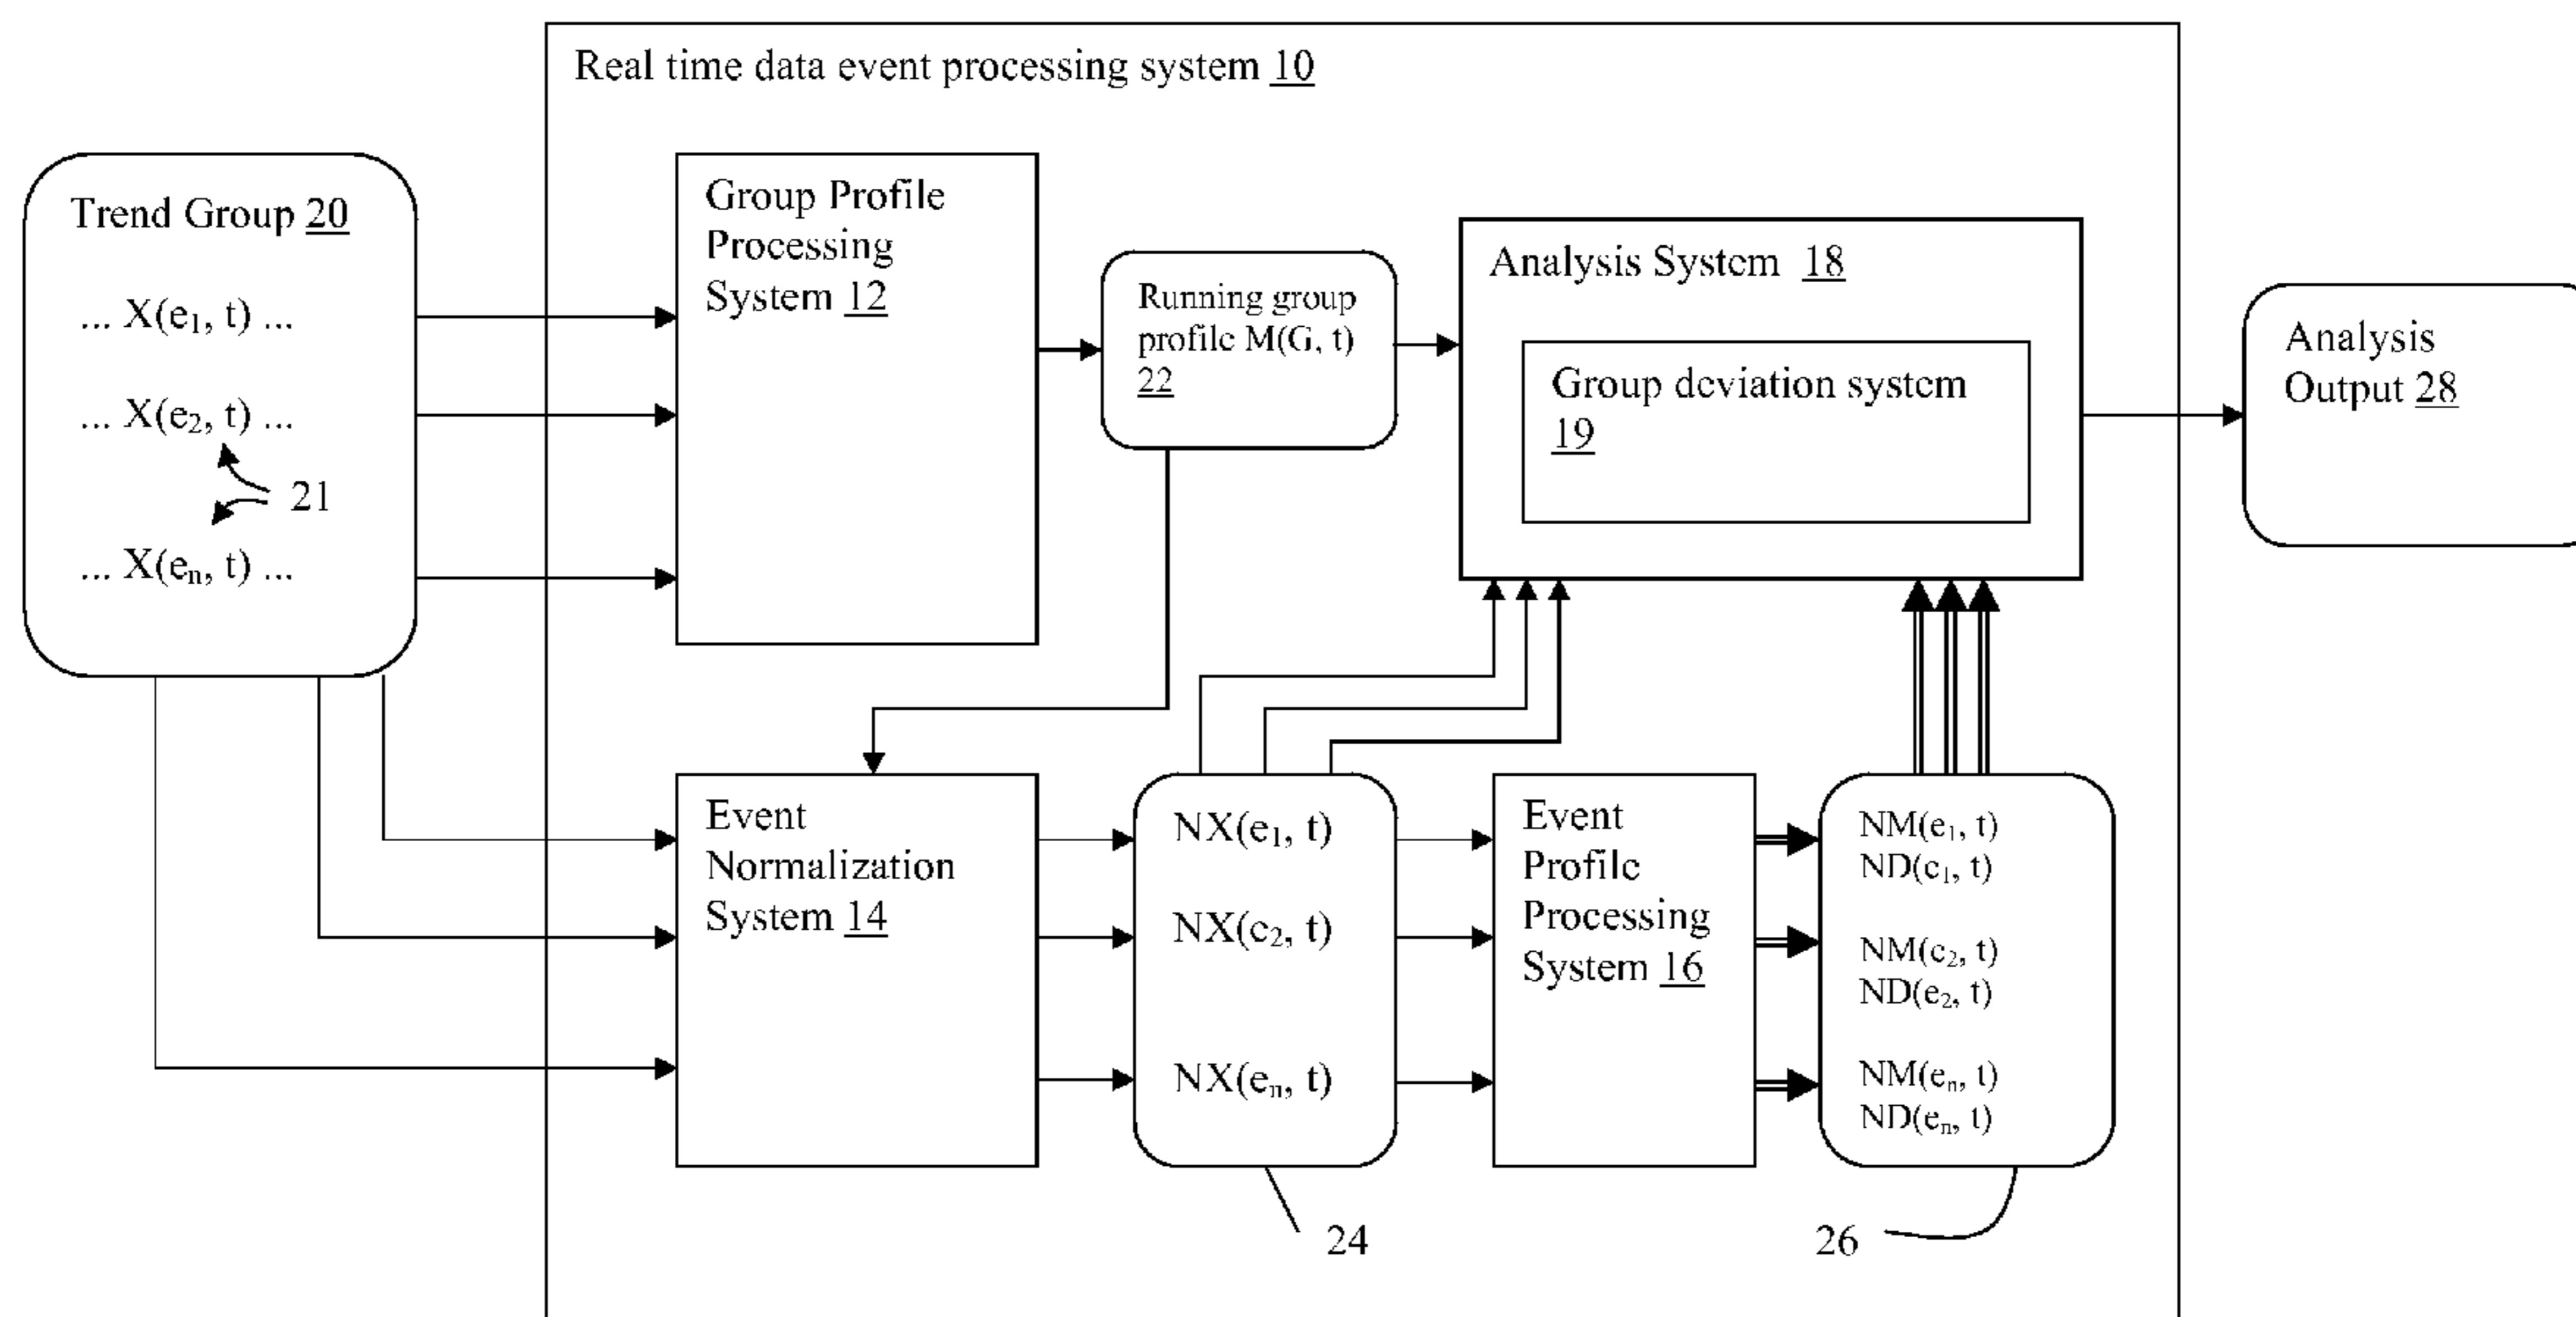 Real time data event processing system 10
Trend Group 20
... X(e₁, t) ...
... X(e₂, t) ...
21
... X(eₙ, t) ...
Group Profile
Processing
System 12
Running group
profile M(G, t)
22
Analysis System 18
Group deviation system
19
Analysis
Output 28
Event
Normalization
System 14
NX(e₁, t)
NX(e₂, t)
NX(eₙ, t)
24
Event
Profile
Processing
System 16
NM(e₁, t)
ND(e₁, t)
NM(e₂, t)
ND(e₂, t)
NM(eₙ, t)
ND(eₙ, t)
26